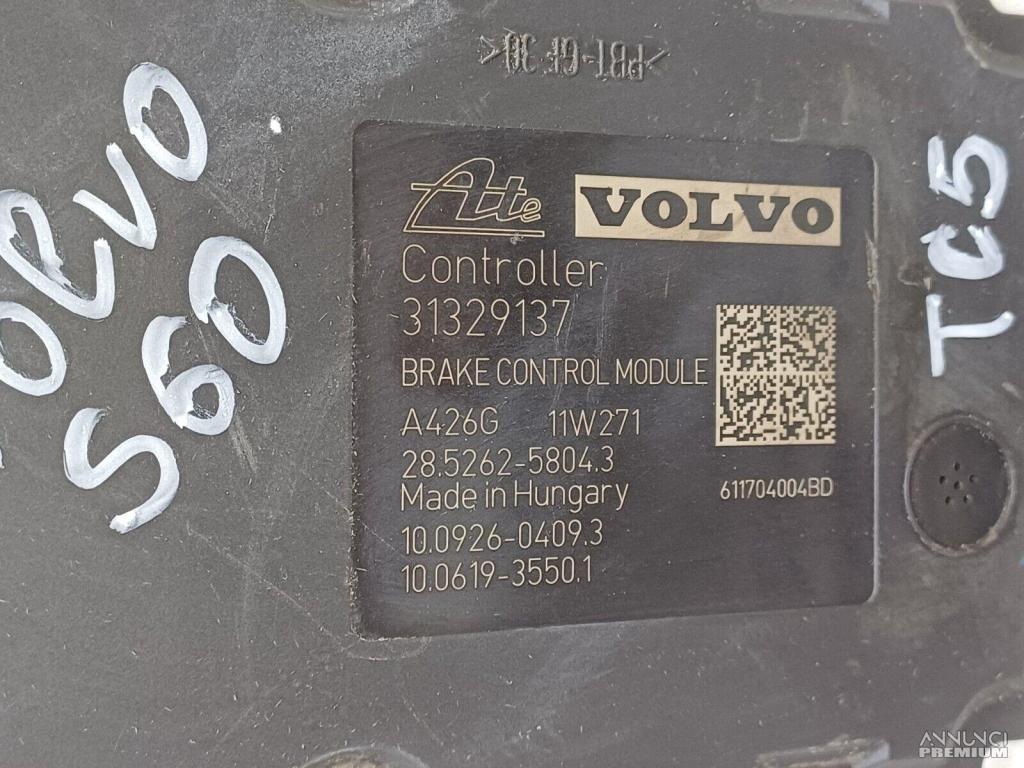 >PBT-GF 30<
VOLVO
S60
Ate
VOLVO
Controller
31329137
BRAKE CONTROL MODULE
A426G 11W271
28.5262-5804.3
Made in Hungary
611704004BD
10.0926-0409.3
10.0619-3550.1
TC5
ANNUNCI
PREMIUM